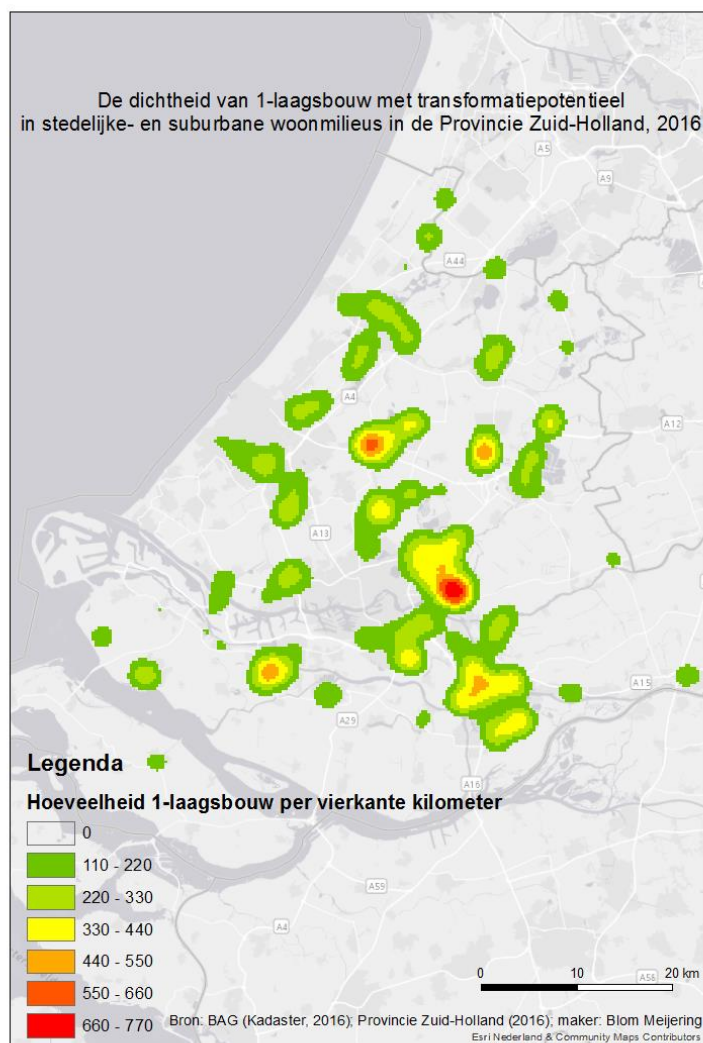 De dichtheid van 1-laagsbouw met transformatiepotentieel
in stedelijke- en suburbane woonmilieus in de Provincie Zuid-Holland, 2016
A5
A9
A44
A4
A12
A13
A15
A29
A16
A59
A4
A58
Legenda
Hoeveelheid 1-laagsbouw per vierkante kilometer
0
110 - 220
220 - 330
330 - 440
440 - 550
550 - 660
660 - 770
0 10 20 km
Bron: BAG (Kadaster, 2016); Provincie Zuid-Holland (2016); maker: Blom Meijering
Esri Nederland & Community Maps Contributors